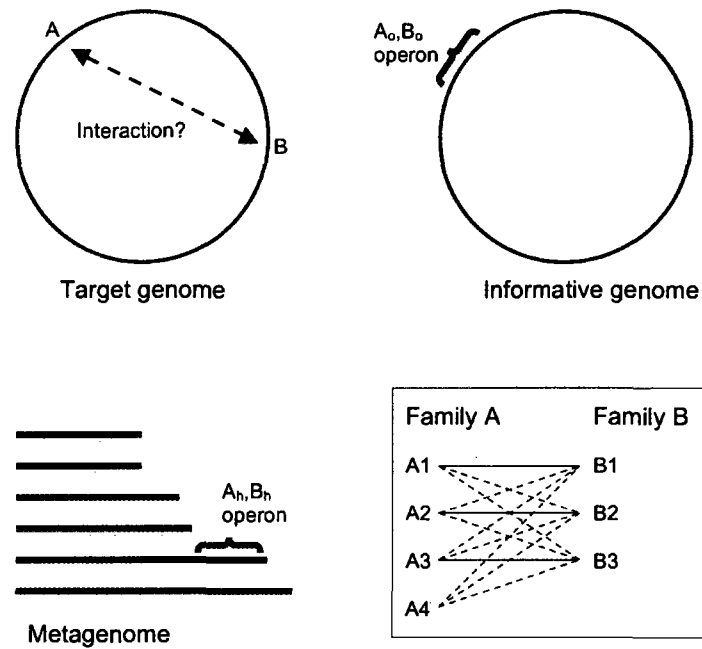 A
Interaction?
B
Target genome
Aₒ,Bₒ
operon
Informative genome
Aₕ,Bₕ
operon
Metagenome
Family A Family B
A1 B1
A2 B2
A3 B3
A4